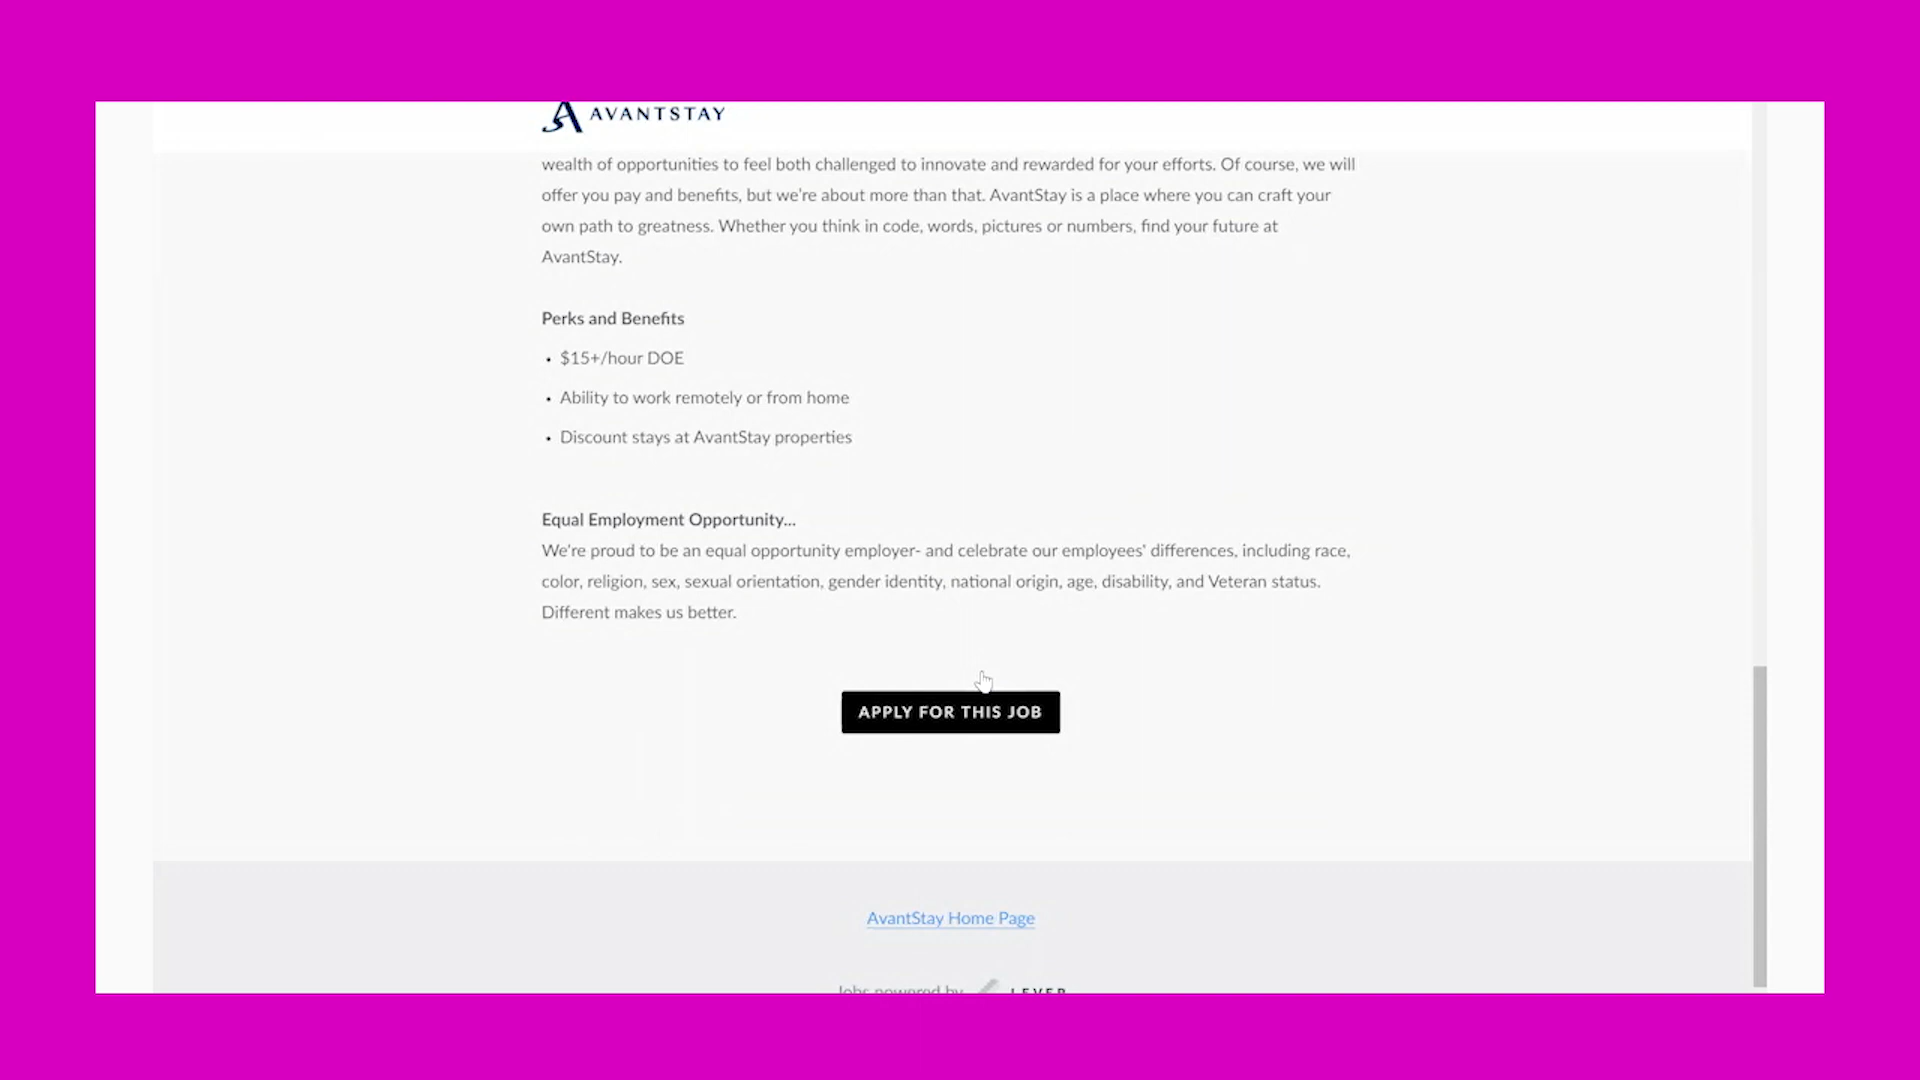 AVANTSTAY
wealth of opportunities to feel both challenged to innovate and rewarded for your efforts. Of course, we will
offer you pay and benefits, but we're about more than that. AvantStay is a place where you can craft your
own path to greatness. Whether you think in code, words, pictures or numbers, find your future at
AvantStay.
Perks and Benefits
• $15+/hour DOE
• Ability to work remotely or from home
• Discount stays at AvantStay properties
Equal Employment Opportunity...
We're proud to be an equal opportunity employer- and celebrate our employees' differences, including race,
color, religion, sex, sexual orientation, gender identity, national origin, age, disability, and Veteran status.
Different makes us better.
APPLY FOR THIS JOB
AvantStay Home Page
Jobs powered by LEVER